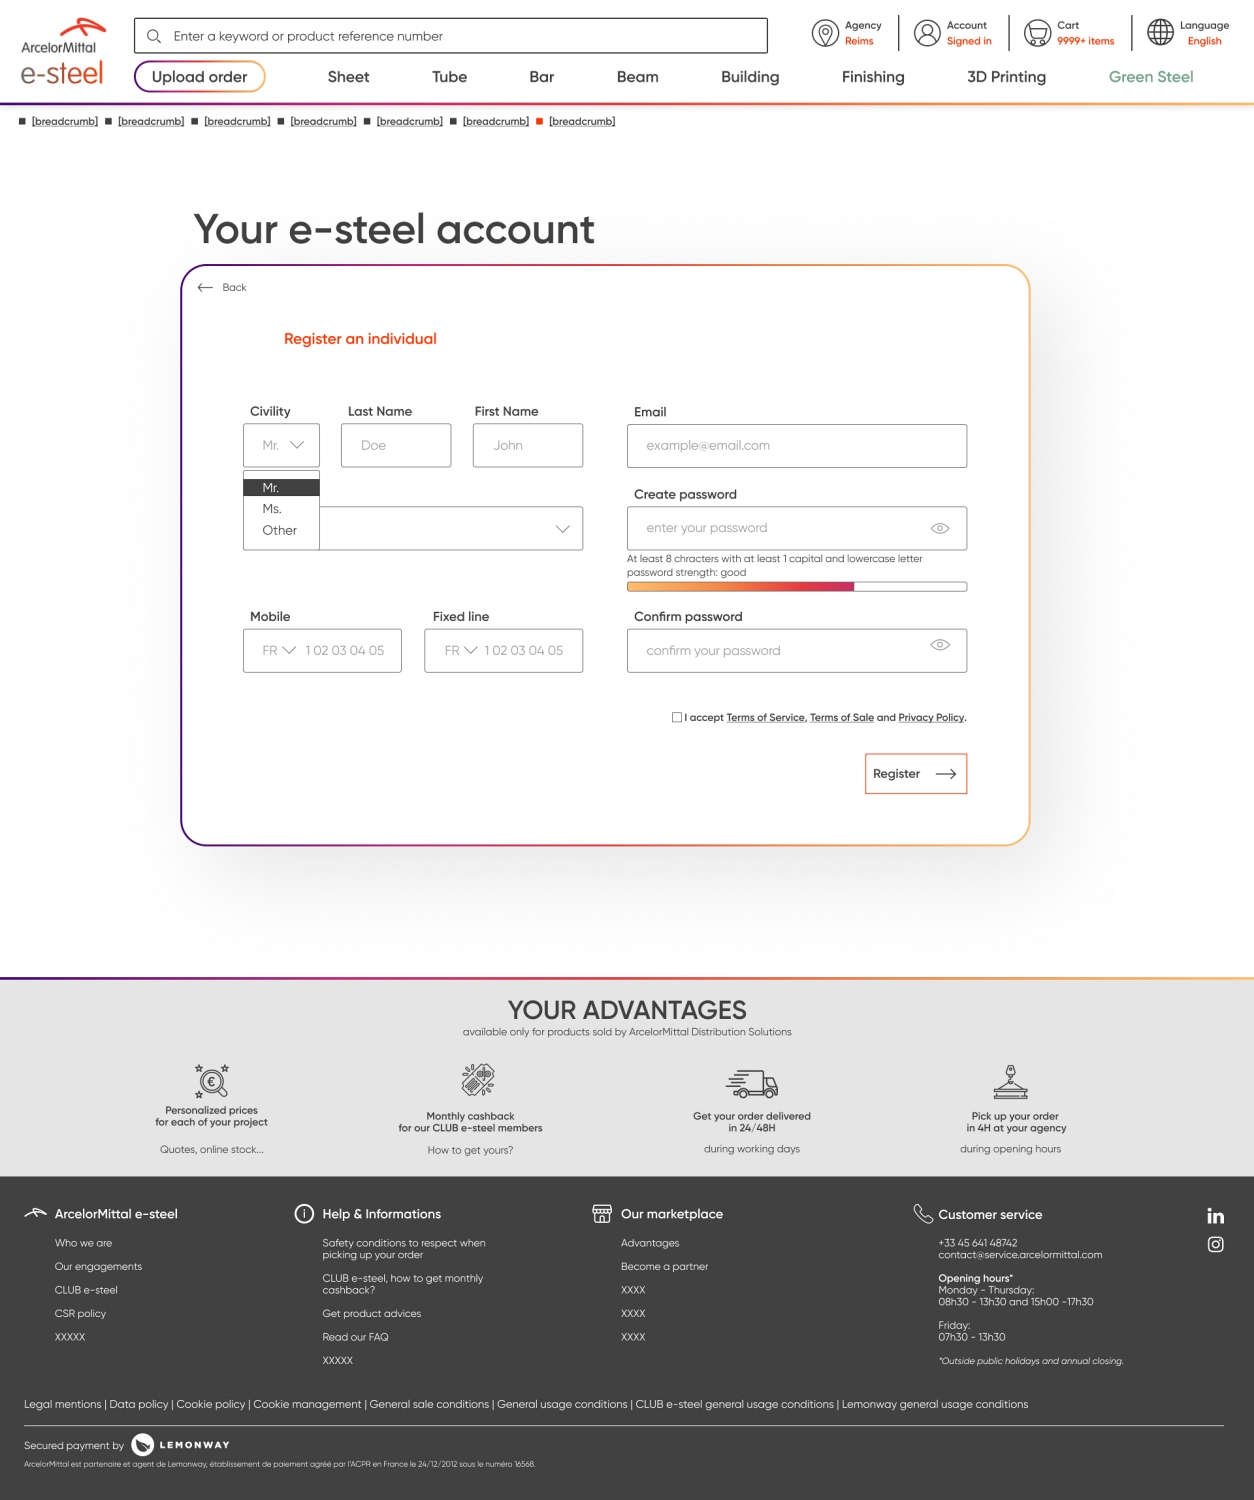 ArcelorMittal
e-steel
Enter a keyword or product reference number
Agency
Reims
Account
Signed in
Cart
9999+ items
Language
English
Upload order
Sheet
Tube
Bar
Beam
Building
Finishing
3D Printing
Green Steel
[breadcrumb] [breadcrumb] [breadcrumb] [breadcrumb] [breadcrumb] [breadcrumb] [breadcrumb]
Your e-steel account
Back
Register an individual
Civility
Last Name
First Name
Mr.
Doe
John
Mr.
Ms.
Other
Mobile
Fixed line
FR 1 02 03 04 05
FR 1 02 03 04 05
Email
example@email.com
Create password
enter your password
At least 8 chracters with at least 1 capital and lowercase letter
password strength: good
Confirm password
confirm your password
I accept Terms of Service, Terms of Sale and Privacy Policy.
Register
YOUR ADVANTAGES
available only for products sold by ArcelorMittal Distribution Solutions
Personalized prices
for each of your project
Quotes, online stock...
Monthly cashback
for our CLUB e-steel members
How to get yours?
Get your order delivered
in 24/48H
during working days
Pick up your order
in 4H at your agency
during opening hours
ArcelorMittal e-steel
Who we are
Our engagements
CLUB e-steel
CSR policy
XXXXX
Help & Informations
Safety conditions to respect when
picking up your order
CLUB e-steel, how to get monthly
cashback?
Get product advices
Read our FAQ
XXXXX
Our marketplace
Advantages
Become a partner
XXXX
XXXX
XXXX
Customer service
+33 45 641 48742
contact@service.arcelormittal.com
Opening hours*
Monday - Thursday:
08h30 - 13h30 and 15h00 -17h30
Friday:
07h30 - 13h30
*Outside public holidays and annual closing.
Legal mentions | Data policy | Cookie policy | Cookie management | General sale conditions | General usage conditions | CLUB e-steel general usage conditions | Lemonway general usage conditions
Secured payment by LEMONWAY
ArcelorMittal est partenaire et agent de Lemonway, établissement de paiement agréé par l'ACPR en France le 24/12/2012 sous le numéro 16568.